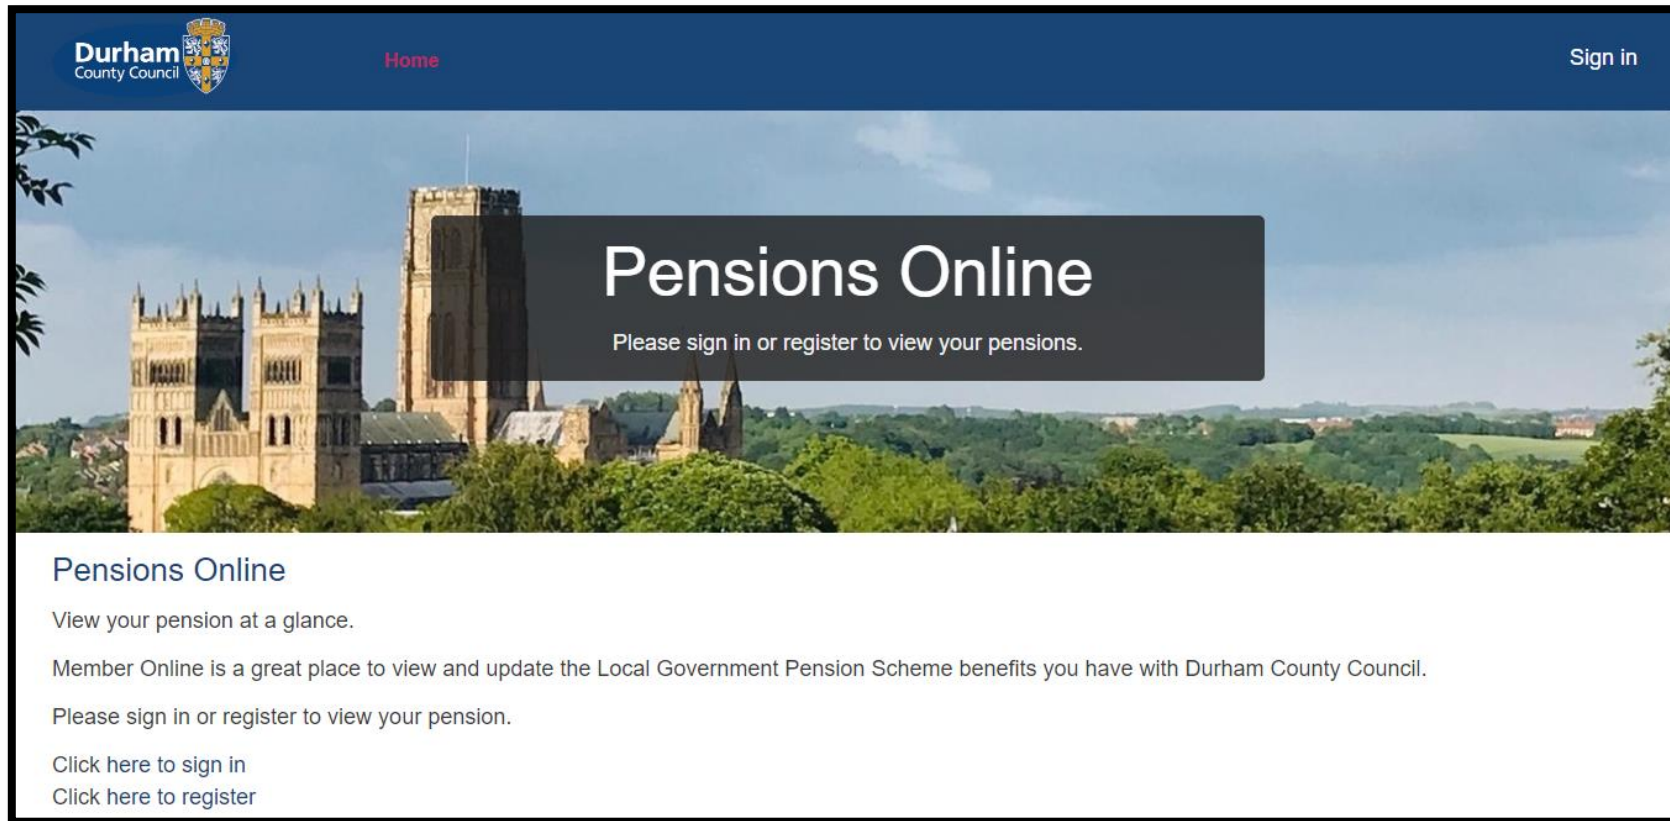 Durham
County Council
Home
Sign in
Pensions Online
Please sign in or register to view your pensions.
Pensions Online
View your pension at a glance.
Member Online is a great place to view and update the Local Government Pension Scheme benefits you have with Durham County Council.
Please sign in or register to view your pension.
Click here to sign in
Click here to register